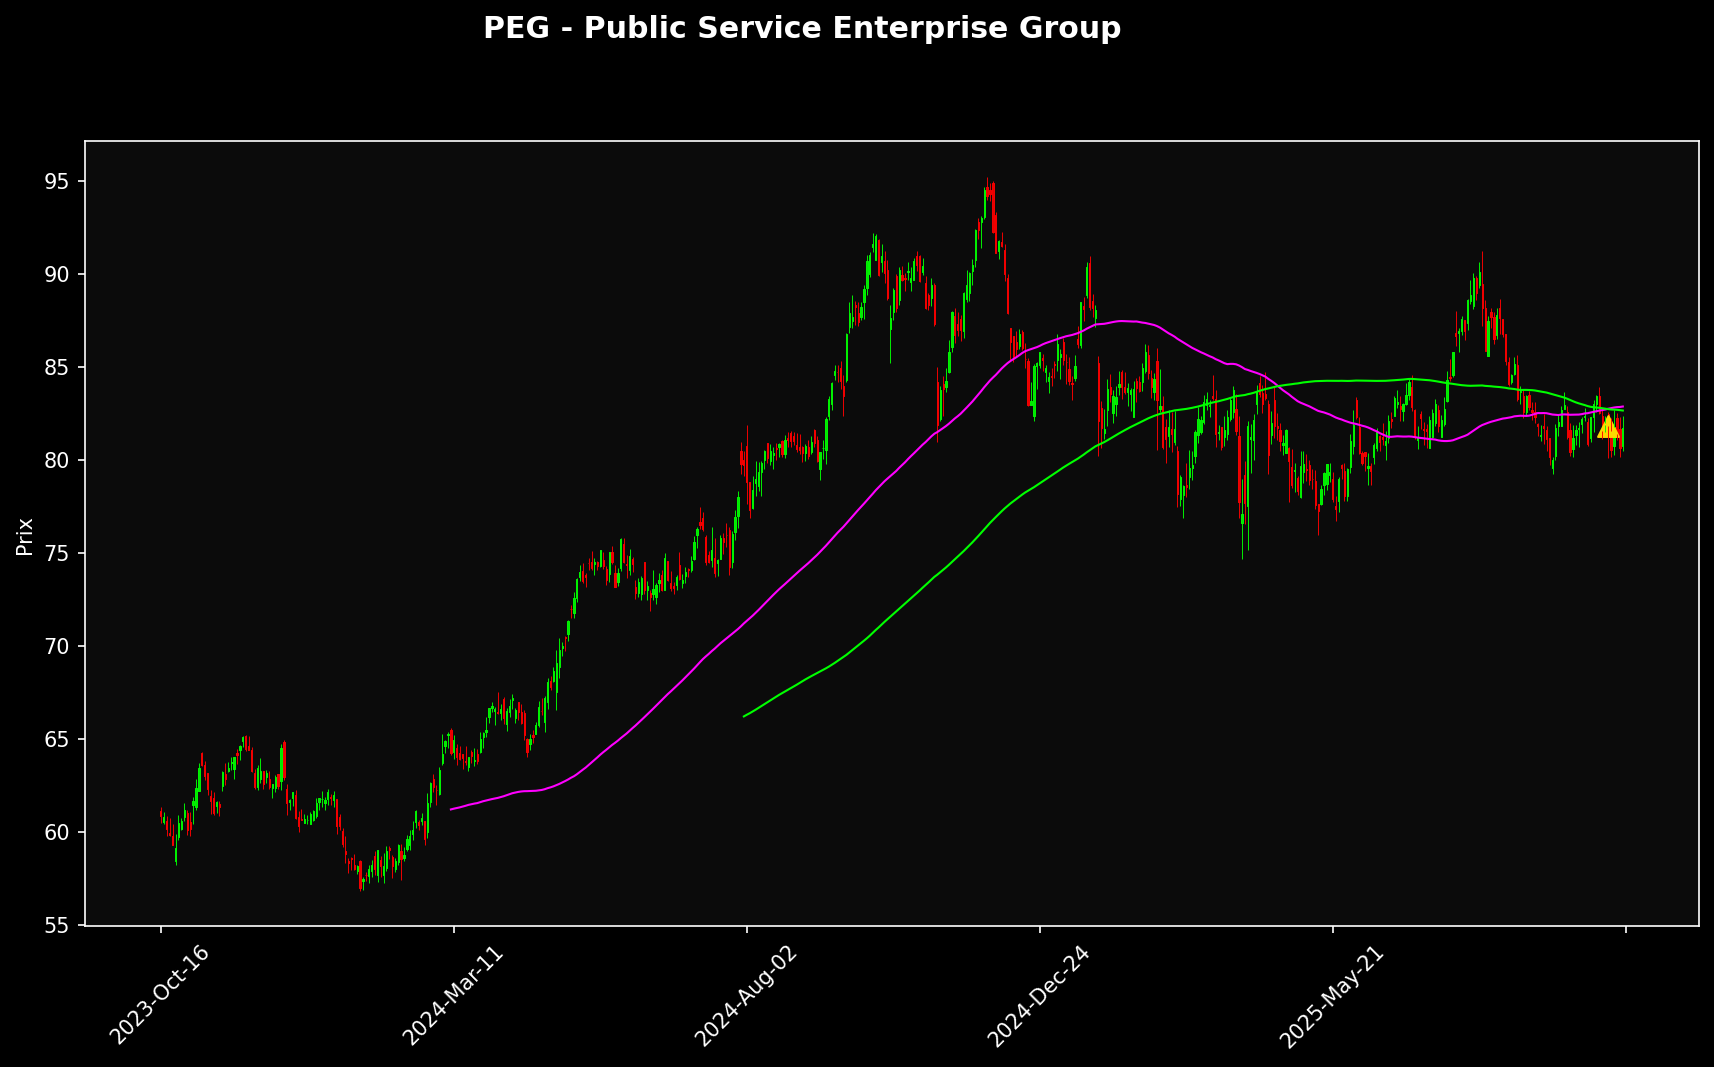 PEG - Public Service Enterprise Group
Prix
95
90
85
80
75
70
65
60
55
2023-Oct-16
2024-Mar-11
2024-Aug-02
2024-Dec-24
2025-May-21